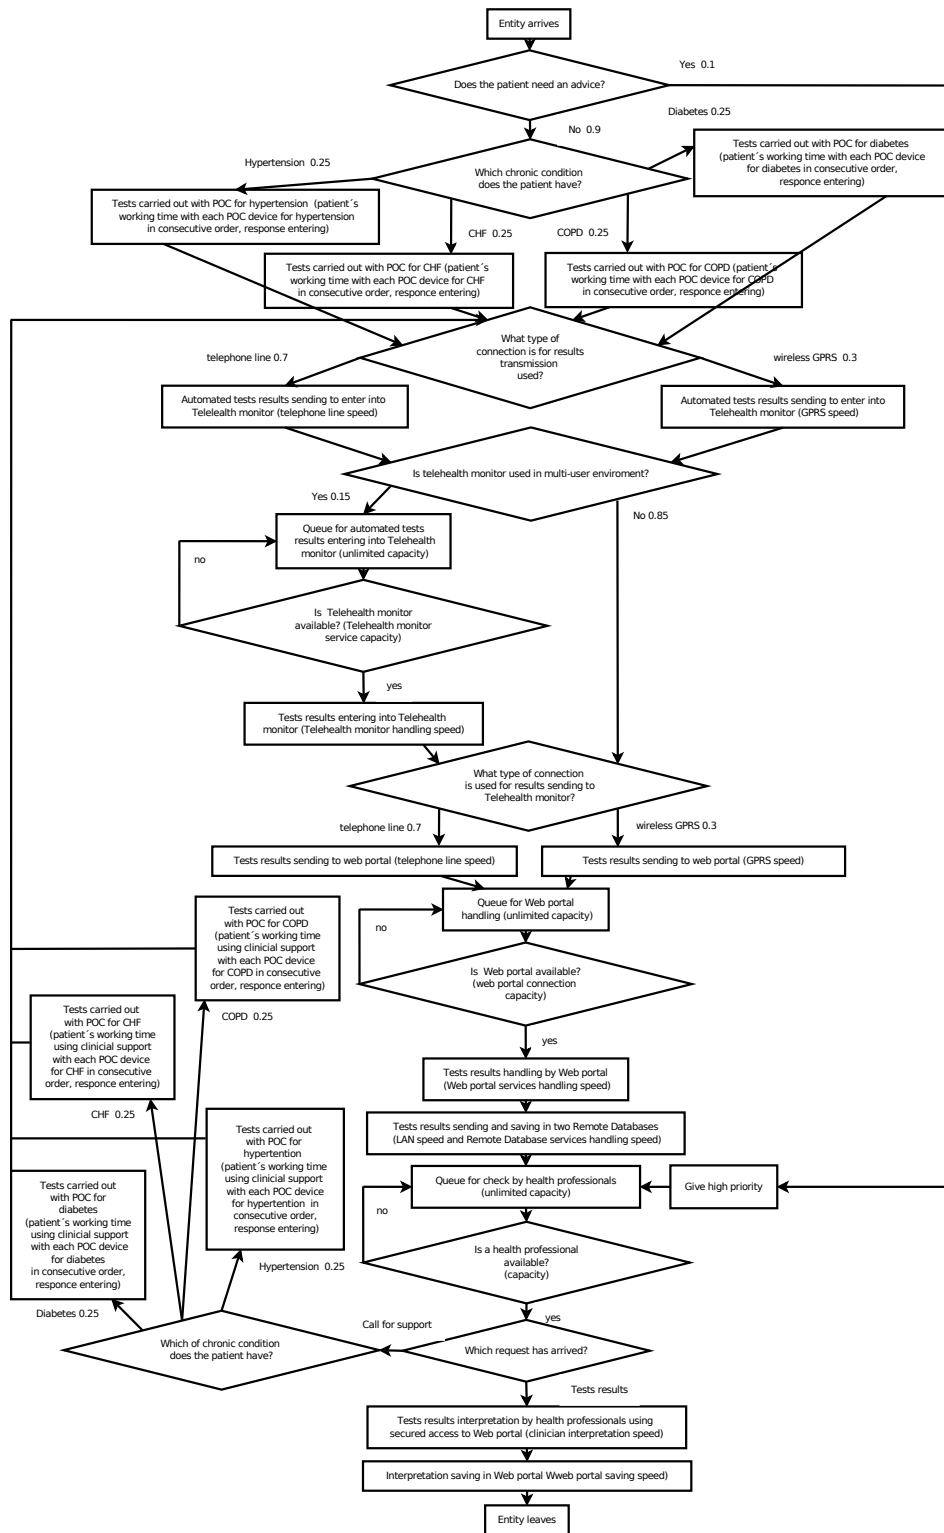 Entity arrives
Yes  0.1
Does the patient need an advice?
Diabetes 0.25
No  0.9
Tests carried out with POC for diabetes
(patient´s working time with each POC device
for diabetes in consecutive order,
responce entering)
Hypertension 0.25
Which chronic condition
does the patient have?
Tests carried out with POC for hypertension  (patient´s
working time with each POC device for hypertension
in consecutive order, response entering)
CHF  0.25
COPD  0.25
Tests carried out with POC for CHF (patient´s
working time with each POC device for CHF
in consecutive order, responce entering)
Tests carried out with POC for COPD (patient´s
working time with each POC device for COPD
in consecutive order, responce entering)
What type of
connection is for results
transmission
used?
telephone line 0.7
wireless GPRS  0.3
Automated tests results sending to enter into
Telelehealth monitor (telephone line speed)
Automated tests results sending to enter into
Telehealth monitor (GPRS speed)
Is telehealth monitor used in multi-user enviroment?
Yes 0.15
No 0.85
Queue for automated tests
results entering into Telehealth
monitor (unlimited capacity)
no
Is  Telehealth monitor
available? (Telehealth monitor
service capacity)
yes
Tests results entering into Telehealth
monitor (Telehealth monitor handling speed)
What type of connection
is used for results sending to
Telehealth monitor?
telephone line 0.7
wireless GPRS 0.3
Tests results sending to web portal (telephone line speed)
Tests results sending to web portal (GPRS speed)
Queue for Web portal
handling (unlimited capacity)
no
Tests carried out
with POC for COPD
(patient´s working time
using clinicial support
with each POC device
for COPD in consecutive
order, responce entering)
Is  Web portal available?
(web portal connection
capacity)
COPD  0.25
yes
Tests carried out
with POC for CHF
(patient´s working time
using clinicial support
with each POC device
for CHF in consecutive
order, responce entering)
Tests results handling by Web portal
(Web portal services handling speed)
CHF  0.25
Tests results sending and saving in two Remote Databases
(LAN speed and Remote Database services handling speed)
Tests carried out
with POC for
hypertention
(patient´s working time
using clinicial support
with each POC device
for hypertention  in
consecutive order,
response entering)
Queue for check by health professionals
(unlimited capacity)
Give high priority
no
Tests carried out
with POC for
diabetes
(patient´s working time
using clinicial support
with each POC device
for diabetes
in consecutive order,
responce entering)
Is a health professional
available?
(capacity)
Hypertension  0.25
Diabetes 0.25
Call for support
yes
Which of chronic condition
does the patient have?
Which request has arrived?
Tests results
Tests results interpretation by health professionals using
secured access to Web portal (clinician interpretation speed)
Interpretation saving in Web portal Wweb portal saving speed)
Entity leaves